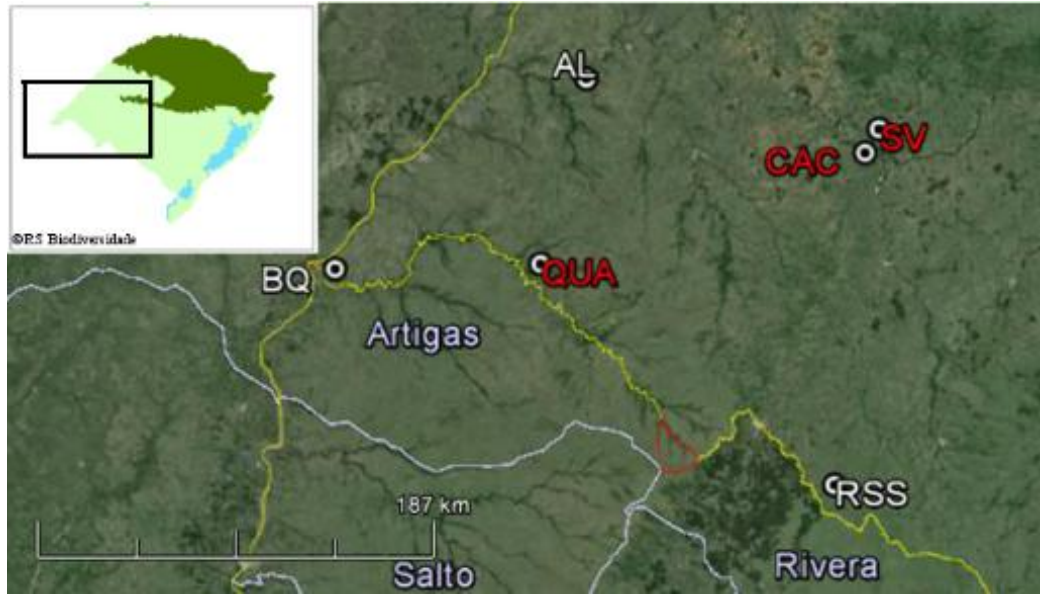 AL
SV
CAC
©RS Biodiversidade
BQ
QUA
Artigas
RSS
187 km
Salto
Rivera